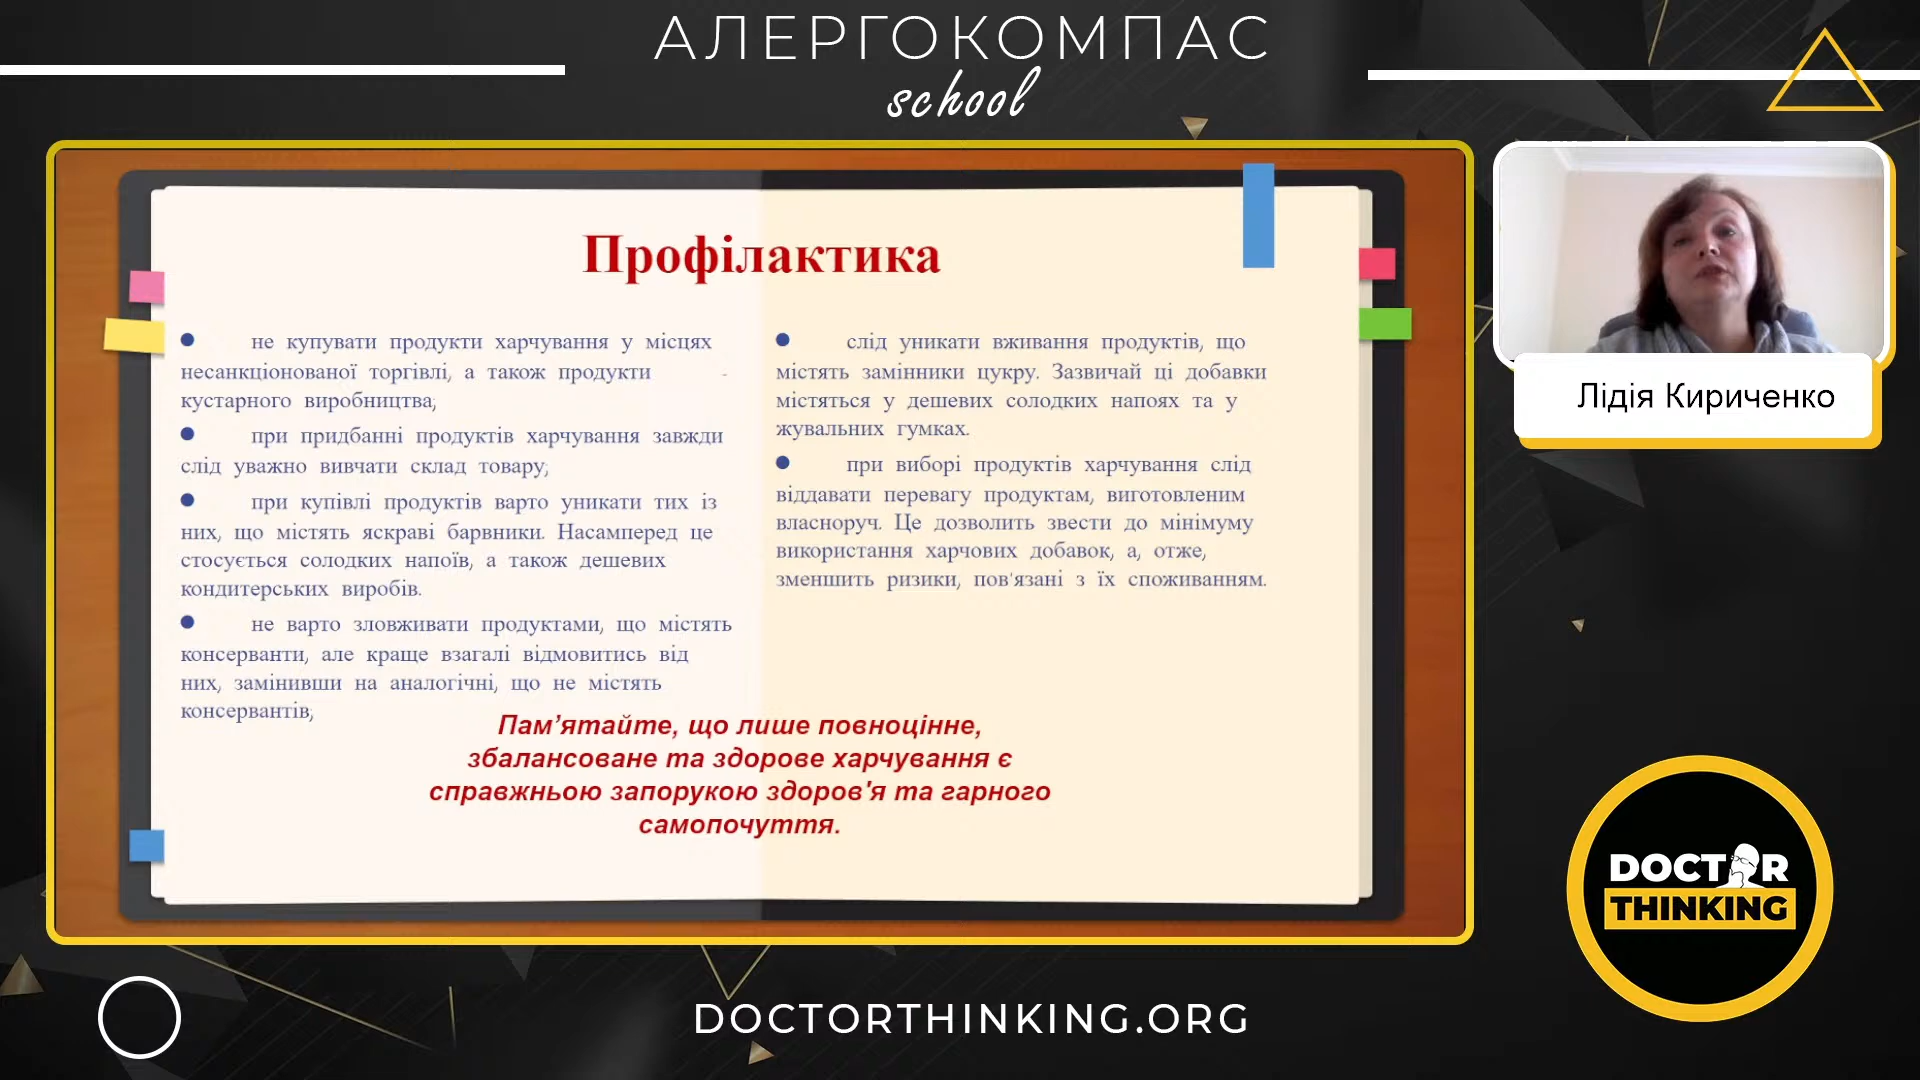 АЛЕРГОКОМПАС
school
Профілактика
не купувати продукти харчування у місцях
несанкціонованої торгівлі, а також продукти
кустарного виробництва;
при придбанні продуктів харчування завжди
слід уважно вивчати склад товару;
при купівлі продуктів варто уникати тих із
них, що містять яскраві барвники. Насамперед це
стосується солодких напоїв, а також дешевих
кондитерських виробів.
не варто зловживати продуктами, що містять
консерванти, але краще взагалі відмовитись від
них, замінивши на аналогічні, що не містять
консервантів;
слід уникати вживання продуктів, що
містять замінники цукру. Зазвичай ці добавки
містяться у дешевих солодких напоях та у
жувальних гумках.
при виборі продуктів харчування слід
віддавати перевагу продуктам, виготовленим
власноруч. Це дозволить звести до мінімуму
використання харчових добавок, а, отже,
зменшить ризики, пов'язані з їх споживанням.
Пам’ятайте, що лише повноцінне,
збалансоване та здорове харчування є
справжньою запорукою здоров'я та гарного
самопочуття.
Лідія Кириченко
DOCTOR
THINKING
DOCTORTHINKING.ORG